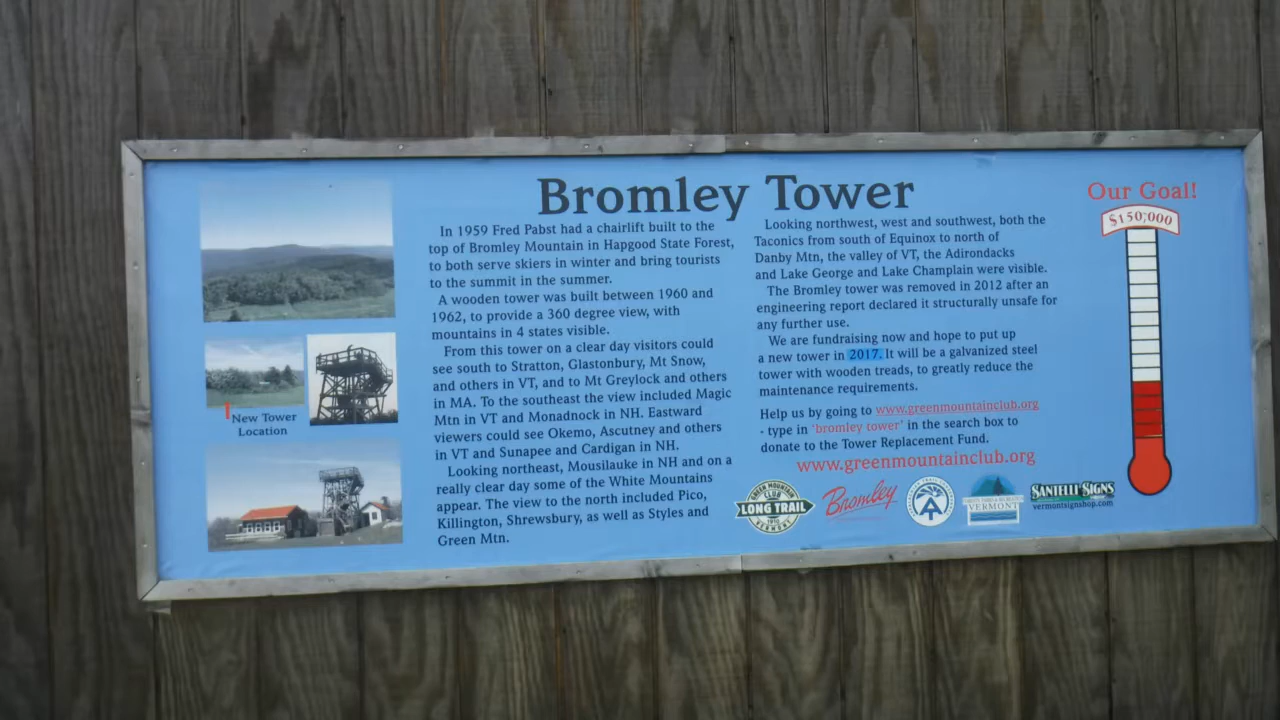 Bromley Tower
In 1959 Fred Pabst had a chairlift built to the
top of Bromley Mountain in Hapgood State Forest,
to both serve skiers in winter and bring tourists
to the summit in the summer.
A wooden tower was built between 1960 and
1962, to provide a 360 degree view, with
mountains in 4 states visible.
From this tower on a clear day visitors could
see south to Stratton, Glastonbury, Mt Snow,
and others in VT, and to Mt Greylock and others
in MA. To the southeast the view included Magic
Mtn in VT and Monadnock in NH. Eastward
viewers could see Okemo, Ascutney and others
in VT and Sunapee and Cardigan in NH.
Looking northeast, Mousilauke in NH and on a
really clear day some of the White Mountains
appear. The view to the north included Pico,
Killington, Shrewsbury, as well as Styles and
Green Mtn.
Looking northwest, west and southwest, both the
Taconics from south of Equinox to north of
Danby Mtn, the valley of VT, the Adirondacks
and Lake George and Lake Champlain were visible.
The Bromley tower was removed in 2012 after an
engineering report declared it structurally unsafe for
any further use.
We are fundraising now and hope to put up
a new tower in 2017. It will be a galvanized steel
tower with wooden treads, to greatly reduce the
maintenance requirements.
Help us by going to www.greenmountainclub.org
- type in 'bromley tower' in the search box to
donate to the Tower Replacement Fund.
www.greenmountainclub.org
New Tower
Location
Our Goal!
$150,000
GREEN MOUNTAIN
CLUB
LONG TRAIL
1910
VERMONT
Bromley
VERMONT
SANTELLI SIGNS
vermontsignshop.com